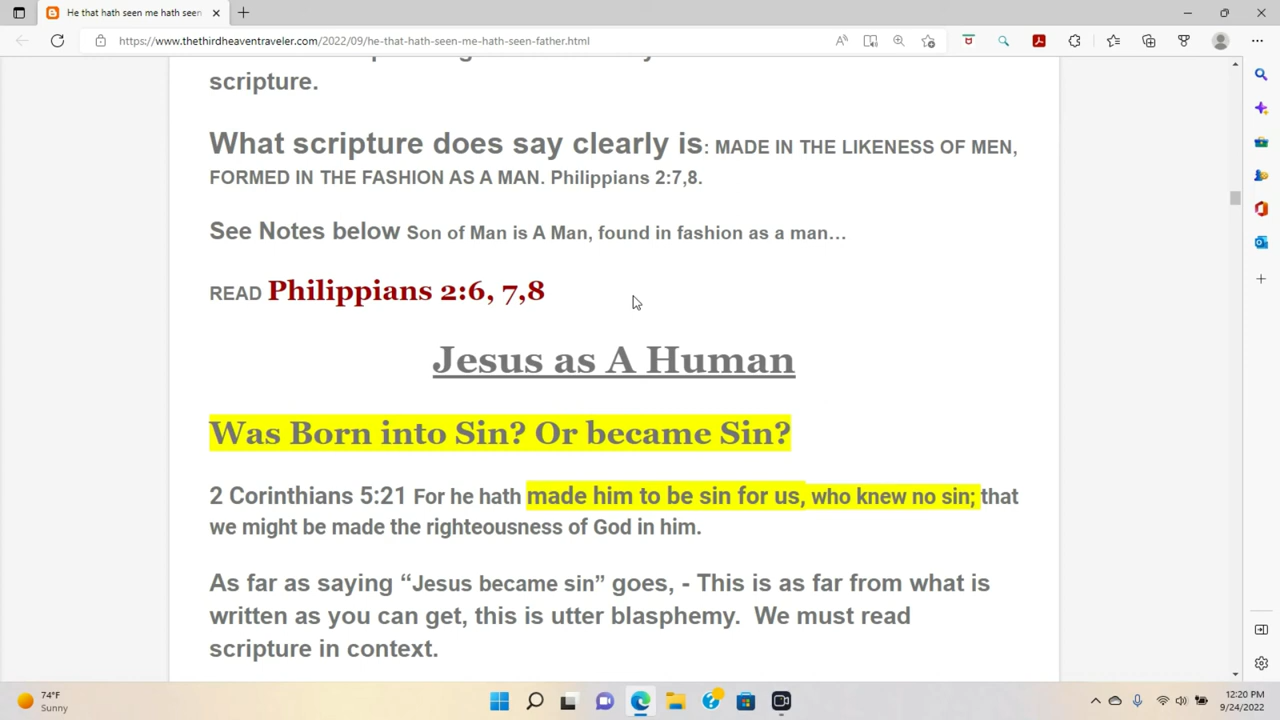 He that hath seen me hath seen
https://www.thethirdheaventraveler.com/2022/09/he-that-hath-seen-me-hath-seen-father.html
scripture.
What scripture does say clearly is: MADE IN THE LIKENESS OF MEN,
FORMED IN THE FASHION AS A MAN. Philippians 2:7,8.
See Notes below Son of Man is A Man, found in fashion as a man…
READ Philippians 2:6, 7,8
Jesus as A Human
Was Born into Sin? Or became Sin?
2 Corinthians 5:21 For he hath made him to be sin for us, who knew no sin; that
we might be made the righteousness of God in him.
As far as saying “Jesus became sin” goes, - This is as far from what is
written as you can get, this is utter blasphemy.  We must read
scripture in context.
74°F
Sunny
12:20 PM
9/24/2022